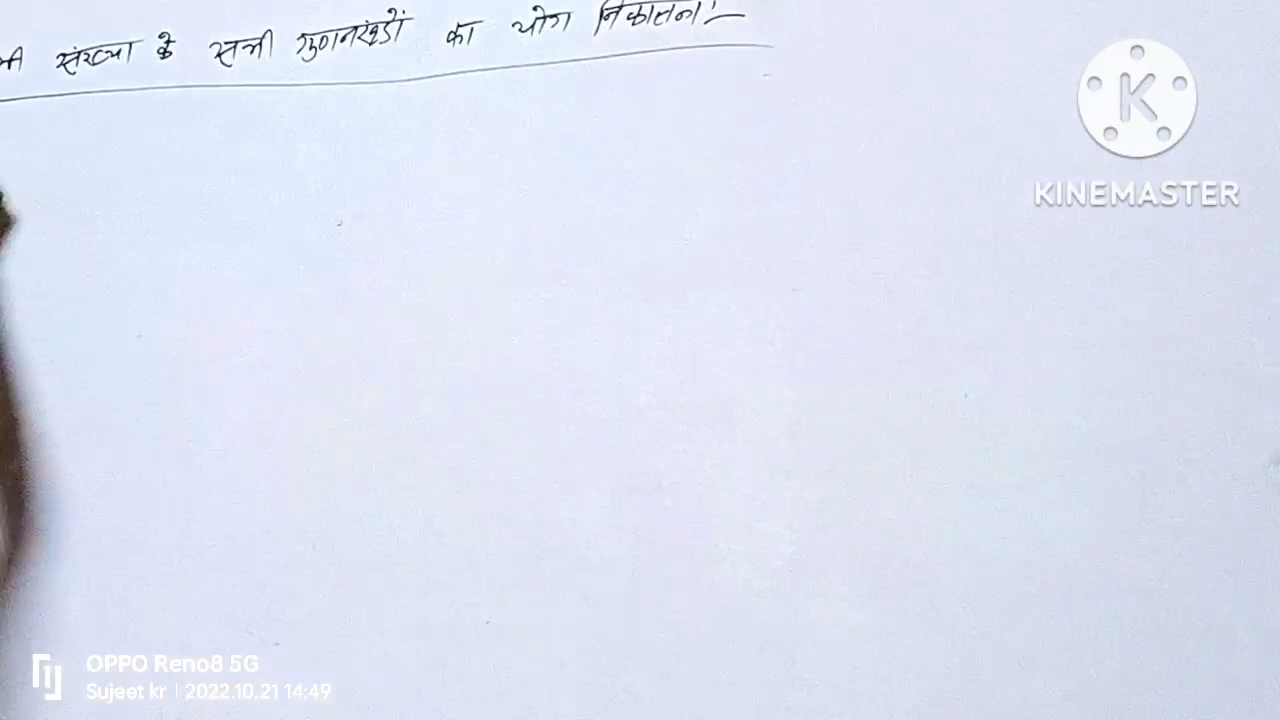 संख्या के सभी गुणनखंडों का योग निकालना!—
K
KINEMASTER
OPPO Reno8 5G
Sujeet kr | 2022.10.21 14:49